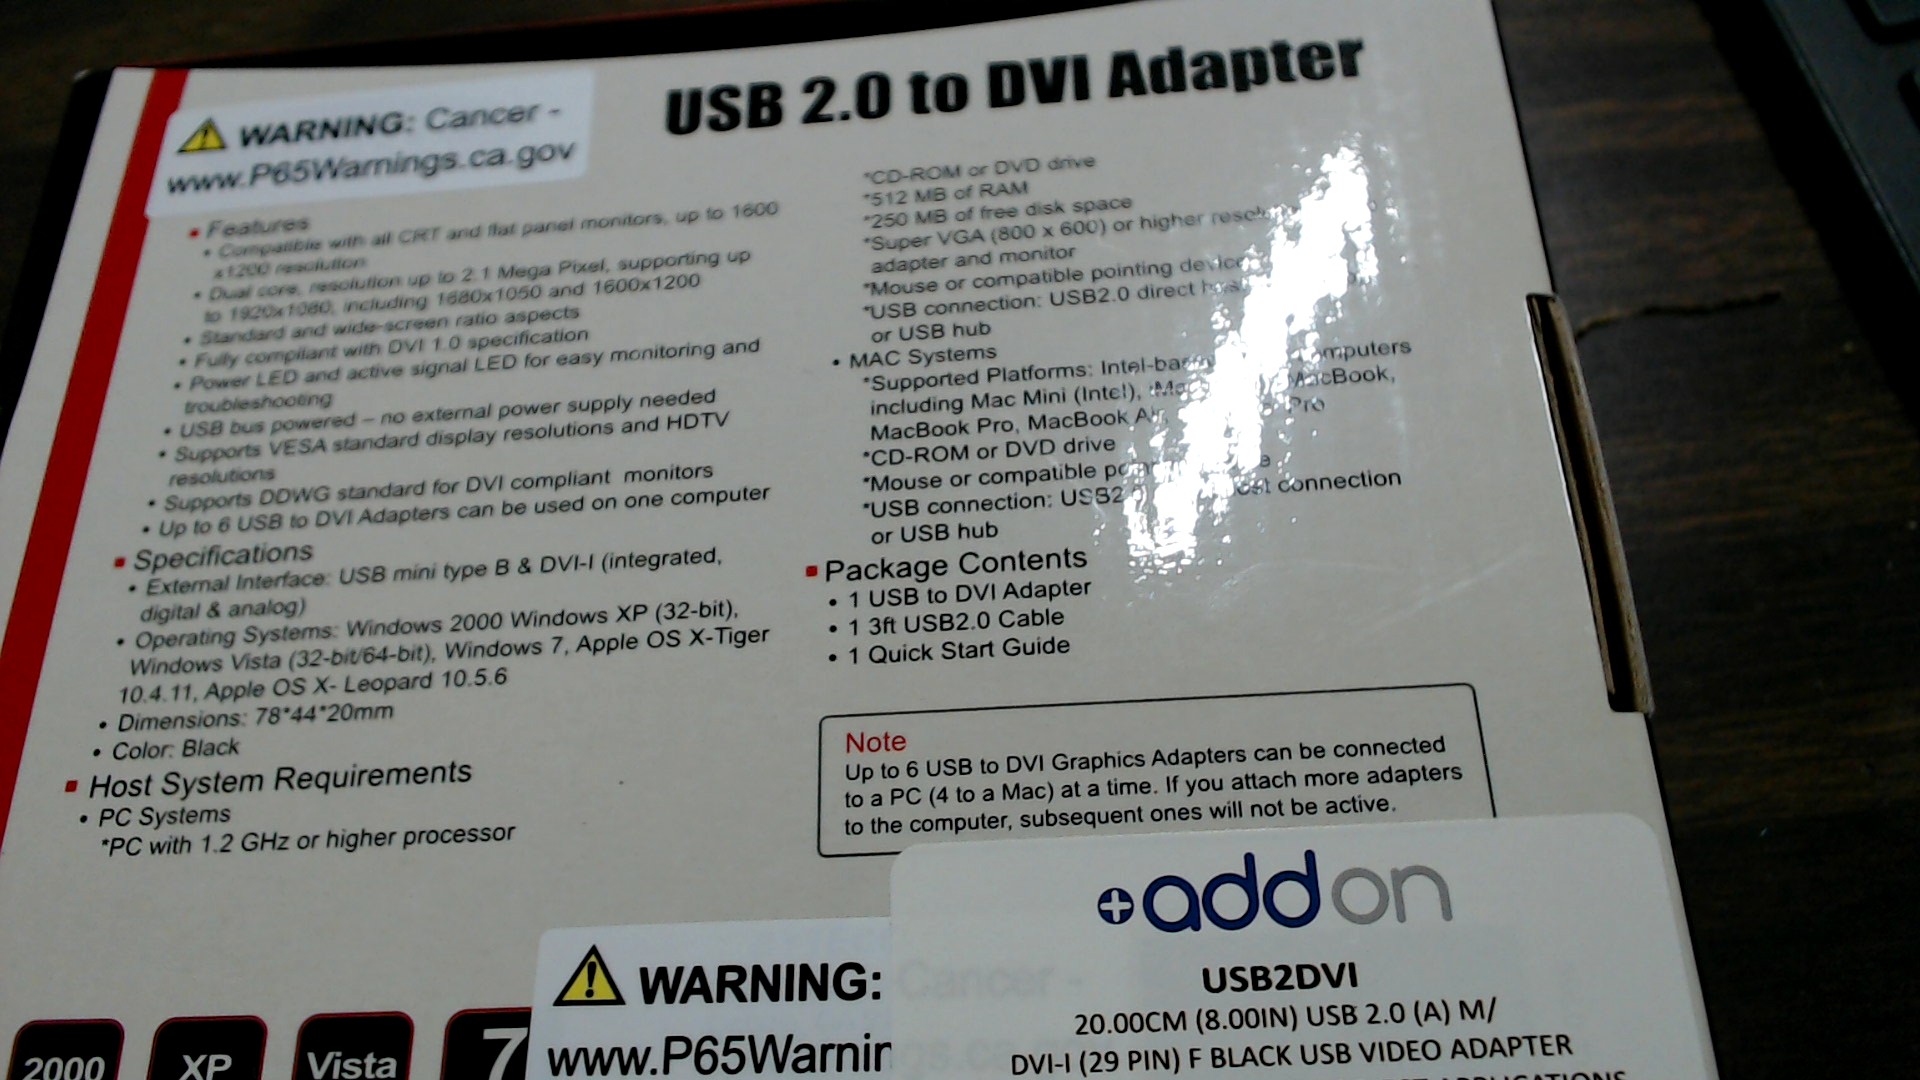 USB 2.0 to DVI Adapter
WARNING: Cancer -
www.P65Warnings.ca.gov
Features
• Compatible with all CRT and flat panel monitors, up to 1600
x1200 resolution
• Dual core, resolution up to 2.1 Mega Pixel, supporting up
to 1920x1080, including 1680x1050 and 1600x1200
• Standard and wide-screen ratio aspects
• Fully compliant with DVI 1.0 specification
• Power LED and active signal LED for easy monitoring and
troubleshooting
• USB bus powered – no external power supply needed
• Supports VESA standard display resolutions and HDTV
resolutions
• Supports DDWG standard for DVI compliant monitors
• Up to 6 USB to DVI Adapters can be used on one computer
Specifications
• External Interface: USB mini type B & DVI-I (integrated,
digital & analog)
• Operating Systems: Windows 2000 Windows XP (32-bit),
Windows Vista (32-bit/64-bit), Windows 7, Apple OS X-Tiger
10.4.11, Apple OS X- Leopard 10.5.6
• Dimensions: 78*44*20mm
• Color: Black
Host System Requirements
• PC Systems
*PC with 1.2 GHz or higher processor
*CD-ROM or DVD drive
*512 MB of RAM
*250 MB of free disk space
*Super VGA (800 x 600) or higher
adapter and monitor
*Mouse or compatible pointing device
*USB connection: USB2.0 direct
or USB hub
• MAC Systems
*Supported Platforms: computers
including Mac Mini (Intel), MacBook,
MacBook Pro, MacBook Air, Pro
*CD-ROM or DVD drive
*Mouse or compatible
*USB connection: connection
or USB hub
Package Contents
• 1 USB to DVI Adapter
• 1 3ft USB2.0 Cable
• 1 Quick Start Guide
Note
Up to 6 USB to DVI Graphics Adapters can be connected
to a PC (4 to a Mac) at a time. If you attach more adapters
to the computer, subsequent ones will not be active.
addon
USB2DVI
20.00CM (8.00IN) USB 2.0 (A) M/
DVI-I (29 PIN) F BLACK USB VIDEO ADAPTER
WARNING: Cancer -
www.P65Warnings.ca.gov
2000
XP
Vista
7